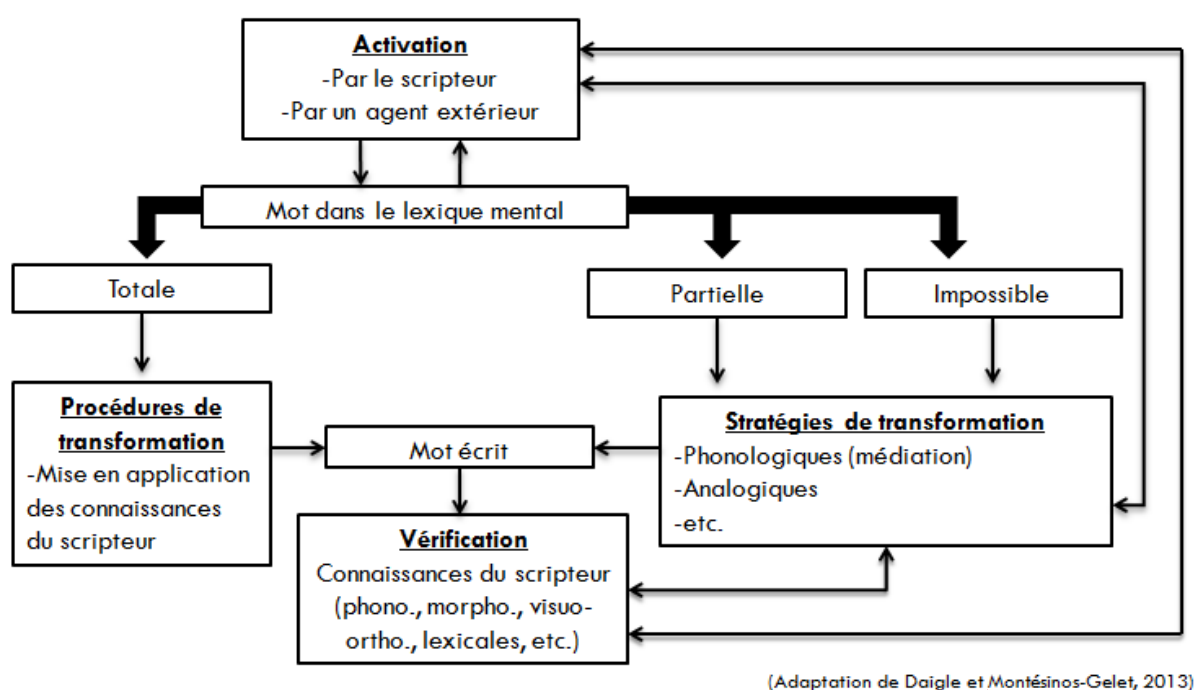 Activation
-Par le scripteur
-Par un agent extérieur
Mot dans le lexique mental
Totale
Partielle
Impossible
Procédures de
transformation
-Mise en application
des connaissances
du scripteur
Mot écrit
Stratégies de transformation
-Phonologiques (médiation)
-Analogiques
-etc.
Vérification
Connaissances du scripteur
(phono., morpho., visuo-
ortho., lexicales, etc.)
(Adaptation de Daigle et Montésinos-Gelet, 2013)